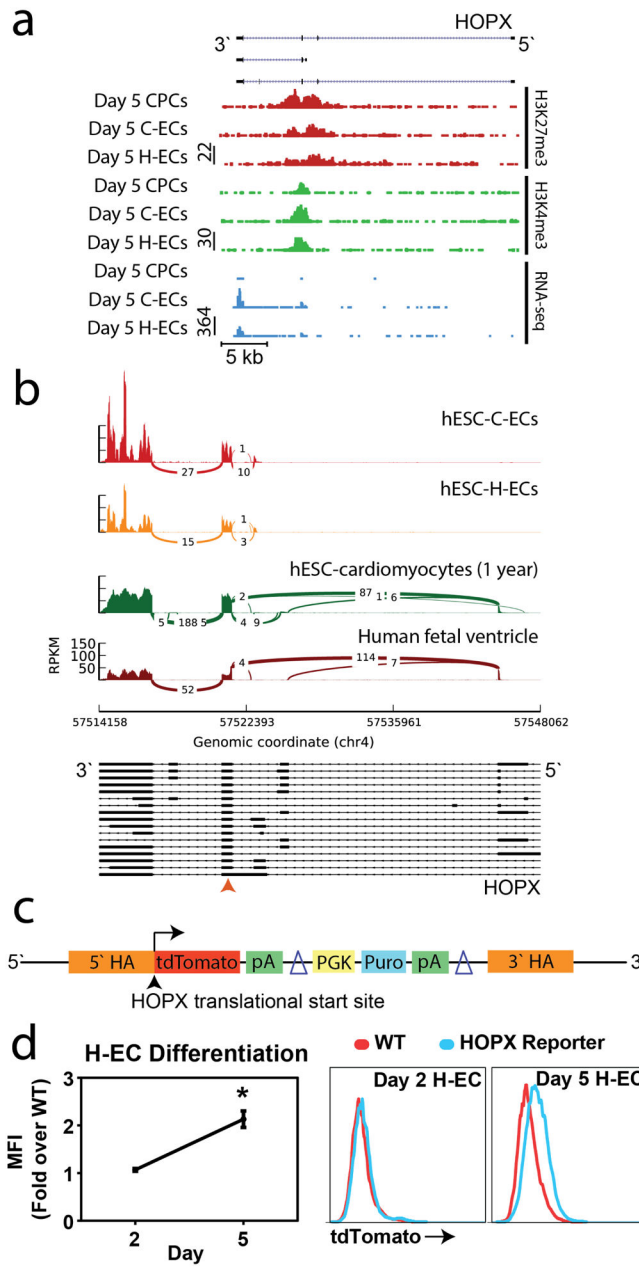 a
HOPX
3` 5`
Day 5 CPCs
Day 5 C-ECs
Day 5 H-ECs
22
H3K27me3
Day 5 CPCs
Day 5 C-ECs
Day 5 H-ECs
30
H3K4me3
Day 5 CPCs
Day 5 C-ECs
Day 5 H-ECs
364
RNA-seq
5 kb
b
hESC-C-ECs
1
27 10
hESC-H-ECs
1
15 3
hESC-cardiomyocytes (1 year)
2 87 1 6
5 188 5 4 9
Human fetal ventricle
RPKM
150
100
50
4 114 7
52
57514158 57522393 57535961 57548062
Genomic coordinate (chr4)
3` 5`
HOPX
c
5` 5` HA tdTomato pA PGK Puro pA 3` HA 3`
HOPX translational start site
d
H-EC Differentiation
MFI
(Fold over WT)
3
2
1
0
*
2 5
Day
WT HOPX Reporter
Day 2 H-EC Day 5 H-EC
tdTomato